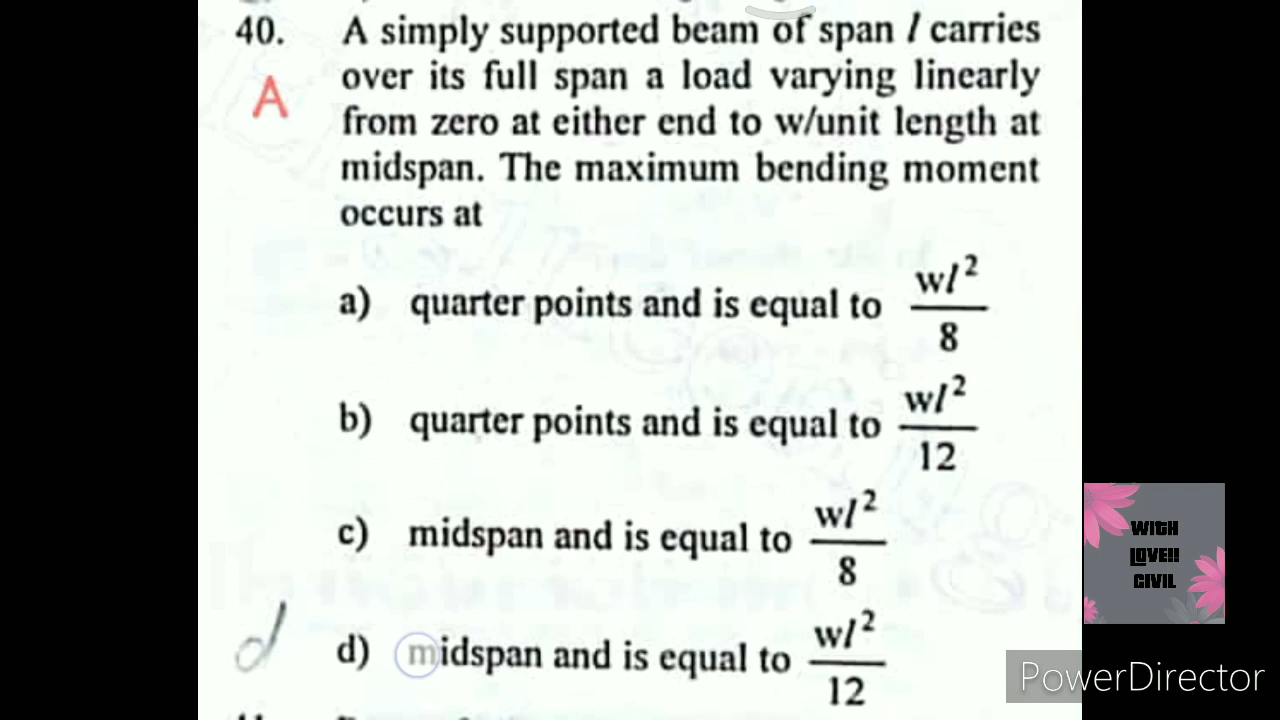 40. A simply supported beam of span l carries
A
over its full span a load varying linearly
from zero at either end to w/unit length at
midspan. The maximum bending moment
occurs at
a) quarter points and is equal to wl²/8
b) quarter points and is equal to wl²/12
c) midspan and is equal to wl²/8
d
d) midspan and is equal to wl²/12
WITH
LOVE!!
CIVIL
PowerDirector